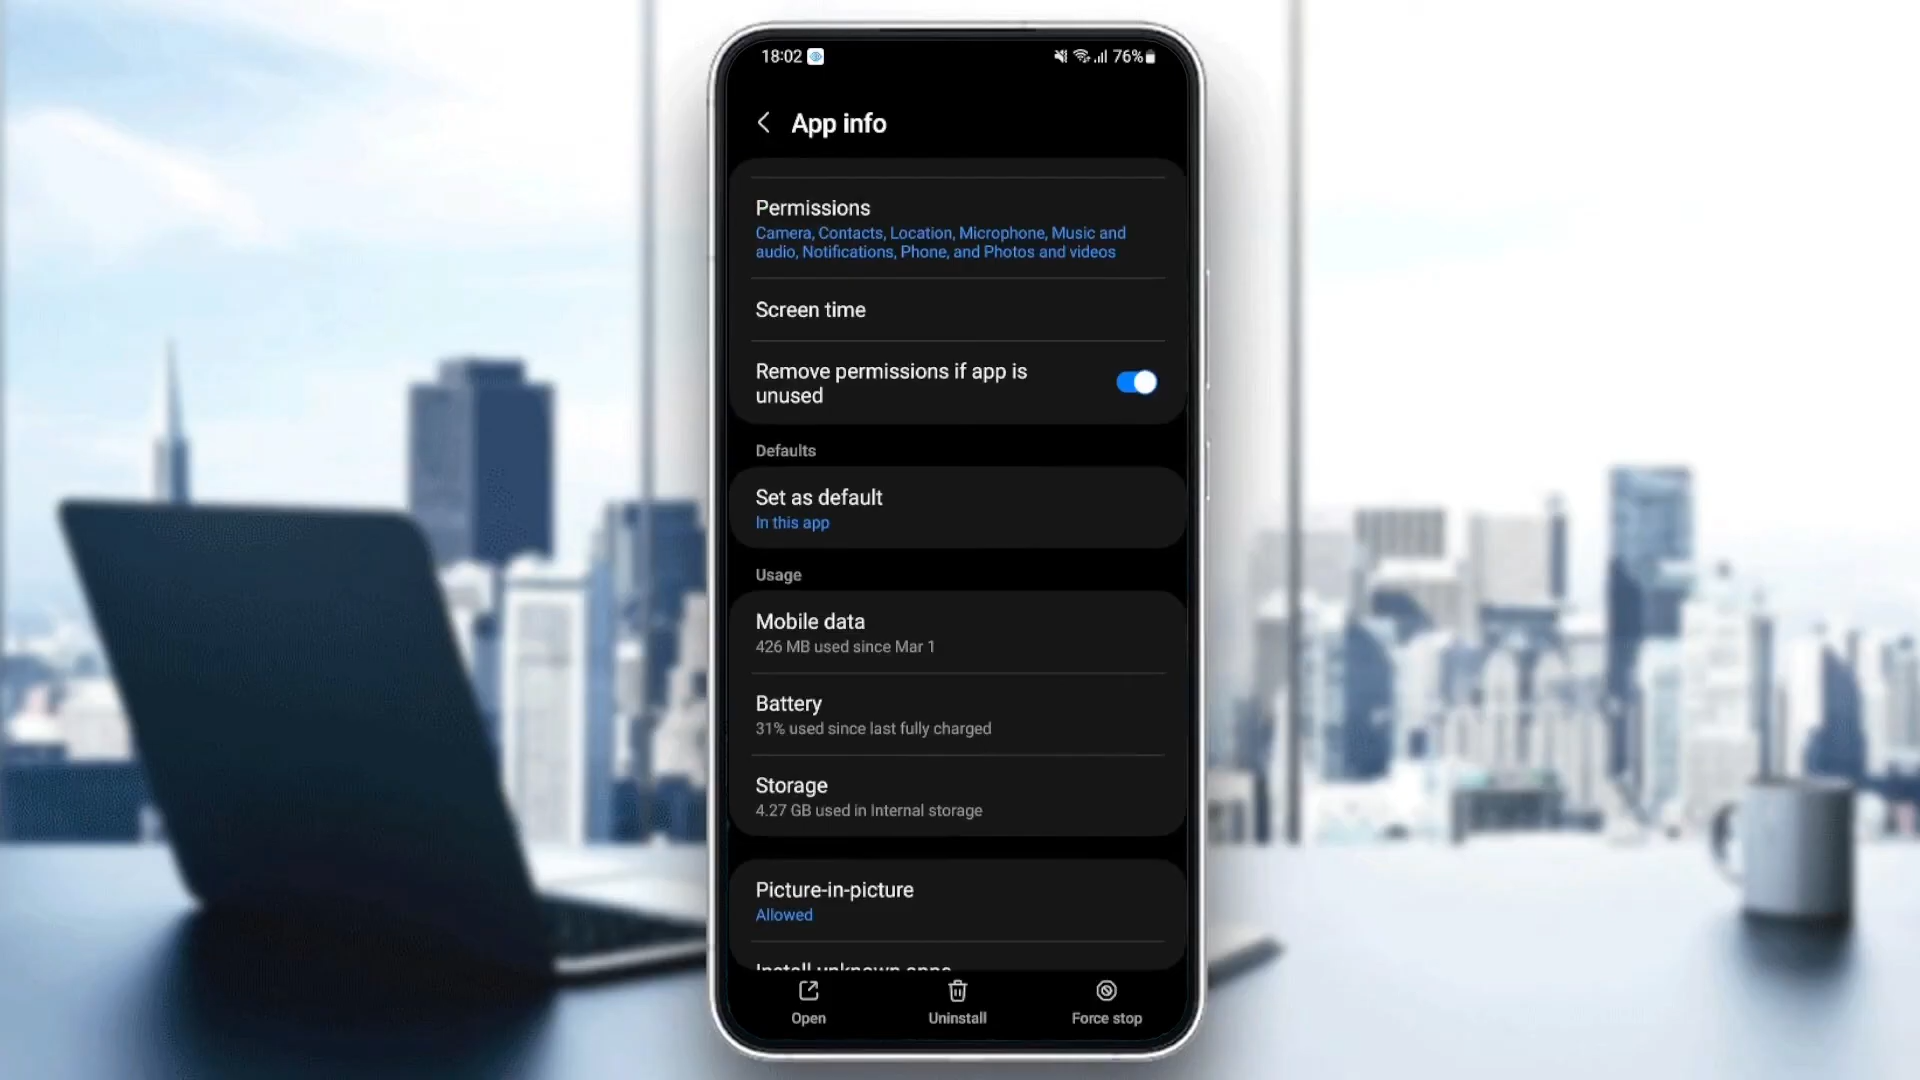 18:02
76%
App info
Permissions
Camera, Contacts, Location, Microphone, Music and
audio, Notifications, Phone, and Photos and videos
Screen time
Remove permissions if app is
unused
Defaults
Set as default
In this app
Usage
Mobile data
426 MB used since Mar 1
Battery
31% used since last fully charged
Storage
4.27 GB used in Internal storage
Picture-in-picture
Allowed
Install unknown apps
Open
Uninstall
Force stop